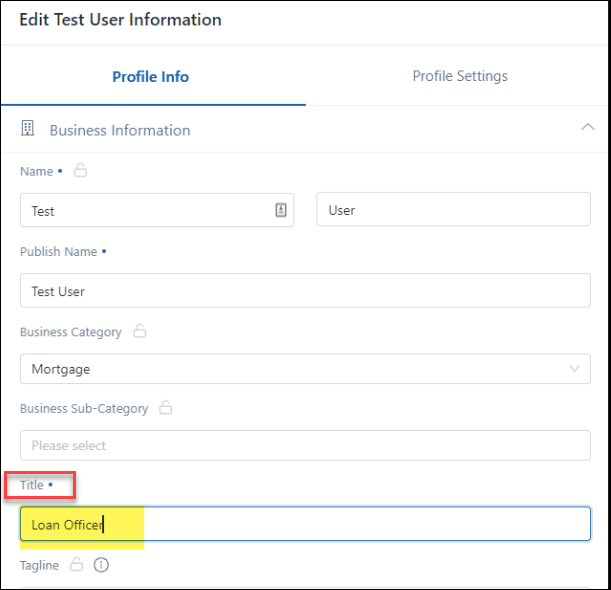 Edit Test User Information
Profile Info
Profile Settings
Business Information
Name •
Test
User
Publish Name •
Test User
Business Category
Mortgage
Business Sub-Category
Please select
Title •
Loan Officer
Tagline